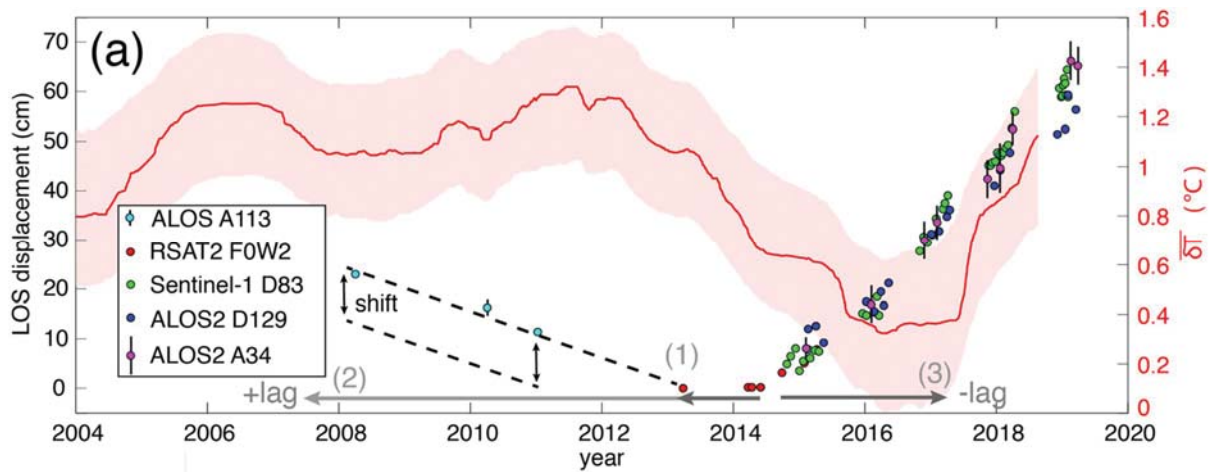 (a)
LOS displacement (cm)
70
60
50
40
30
20
10
0
1.6
1.4
1.2
1
0.8
0.6
0.4
0.2
0
δT (°C)
ALOS A113
RSAT2 F0W2
Sentinel-1 D83
ALOS2 D129
ALOS2 A34
shift
(1)
(2)
(3)
+lag
-lag
2004 2006 2008 2010 2012 2014 2016 2018 2020
year